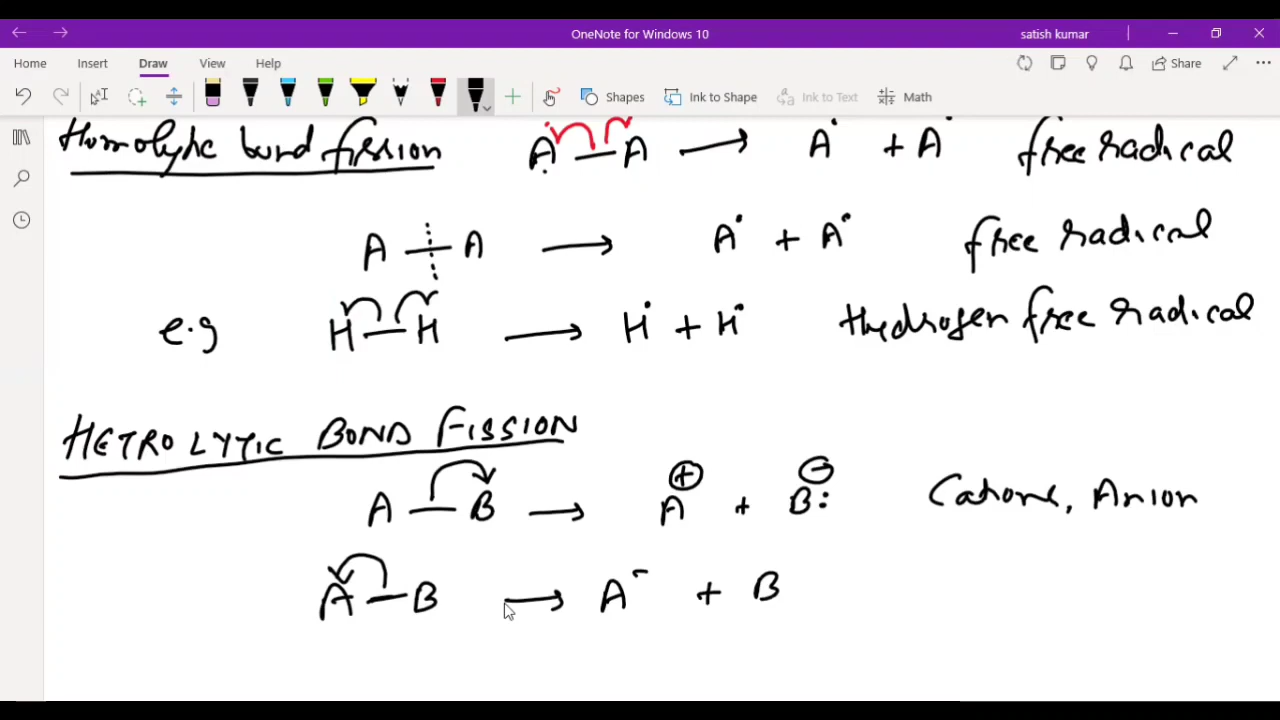 OneNote for Windows 10
satish kumar
Home Insert Draw View Help
Share
Shapes Ink to Shape Ink to Text Math
Homolytic bond fission A — A → A• + A• free radical
A — A → A• + A• free radical
e.g H — H → H• + H• Hydrogen free radical
HETROLYTIC BOND FISSION
A — B → A⊕ + B:⊖ Cations, Anion
A — B → A⁻ + B